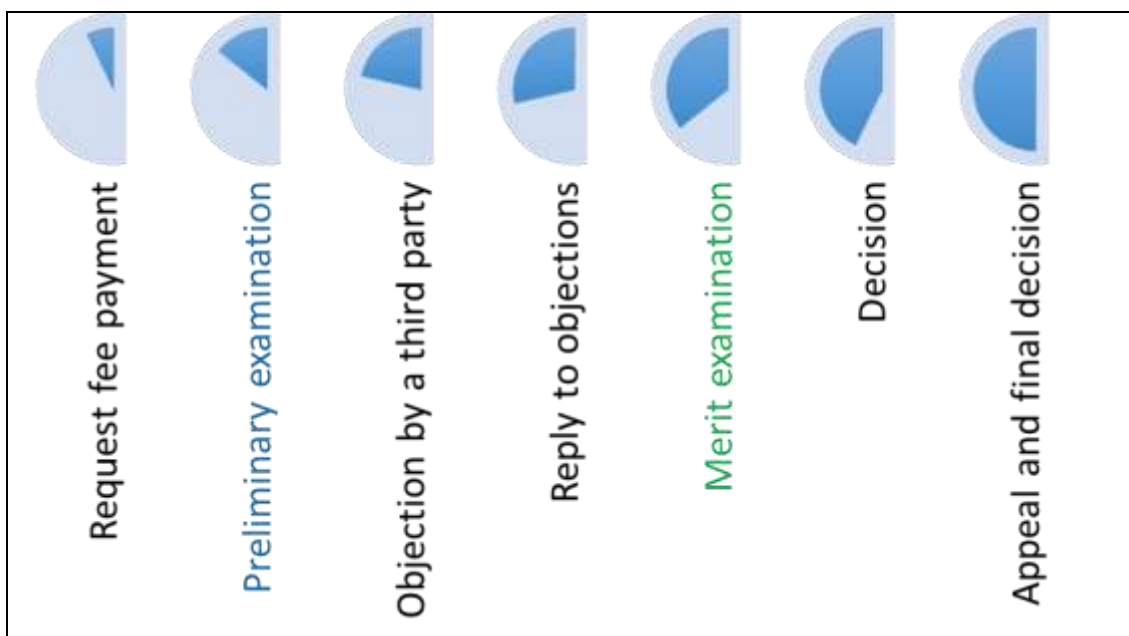 Request fee payment
Preliminary examination
Objection by a third party
Reply to objections
Merit examination
Decision
Appeal and final decision